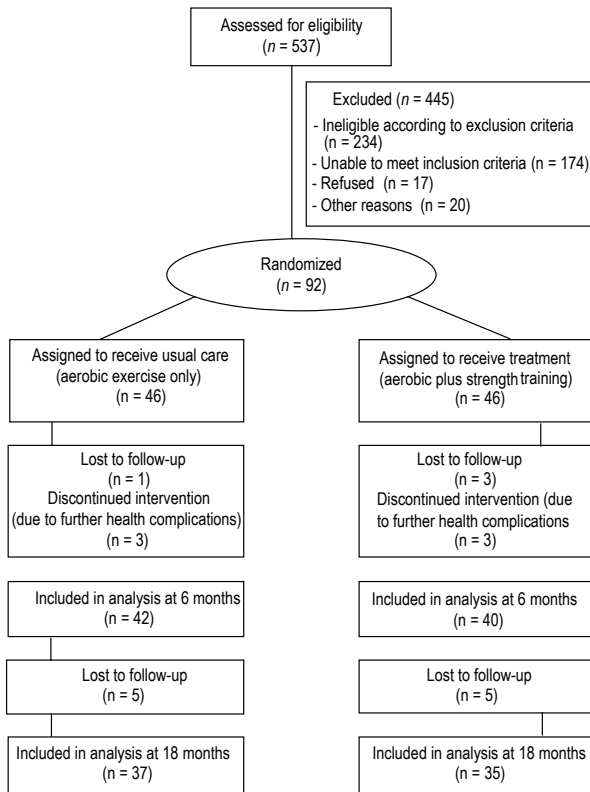 Assessed for eligibility
(n = 537)
Excluded (n = 445)
- Ineligible according to exclusion criteria
(n = 234)
- Unable to meet inclusion criteria (n = 174)
- Refused (n = 17)
- Other reasons (n = 20)
Randomized
(n = 92)
Assigned to receive usual care
(aerobic exercise only)
(n = 46)
Lost to follow-up
(n = 1)
Discontinued intervention
(due to further health complications)
(n = 3)
Included in analysis at 6 months
(n = 42)
Lost to follow-up
(n = 5)
Included in analysis at 18 months
(n = 37)
Assigned to receive treatment
(aerobic plus strength training)
(n = 46)
Lost to follow-up
(n = 3)
Discontinued intervention (due
to further health complications
(n = 3)
Included in analysis at 6 months
(n = 40)
Lost to follow-up
(n = 5)
Included in analysis at 18 months
(n = 35)